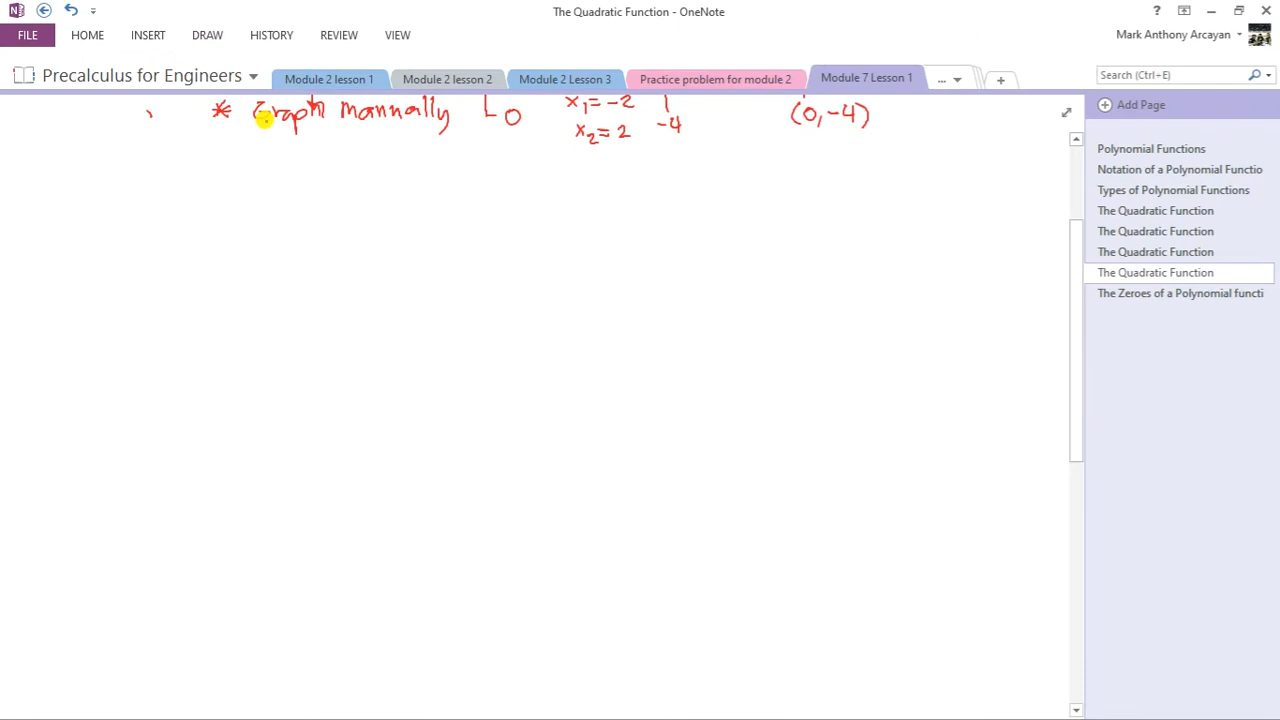 The Quadratic Function - OneNote
FILE HOME INSERT DRAW HISTORY REVIEW VIEW
Mark Anthony Arcayan
Precalculus for Engineers
Module 2 lesson 1
Module 2 lesson 2
Module 2 Lesson 3
Practice problem for module 2
Module 7 Lesson 1
...
Search (Ctrl+E)
Add Page
Polynomial Functions
Notation of a Polynomial Functio
Types of Polynomial Functions
The Quadratic Function
The Quadratic Function
The Quadratic Function
The Quadratic Function
The Zeroes of a Polynomial functi
* Graph mannally
0
x₁ = -2
x₂ = 2
1
-4
(0, -4)